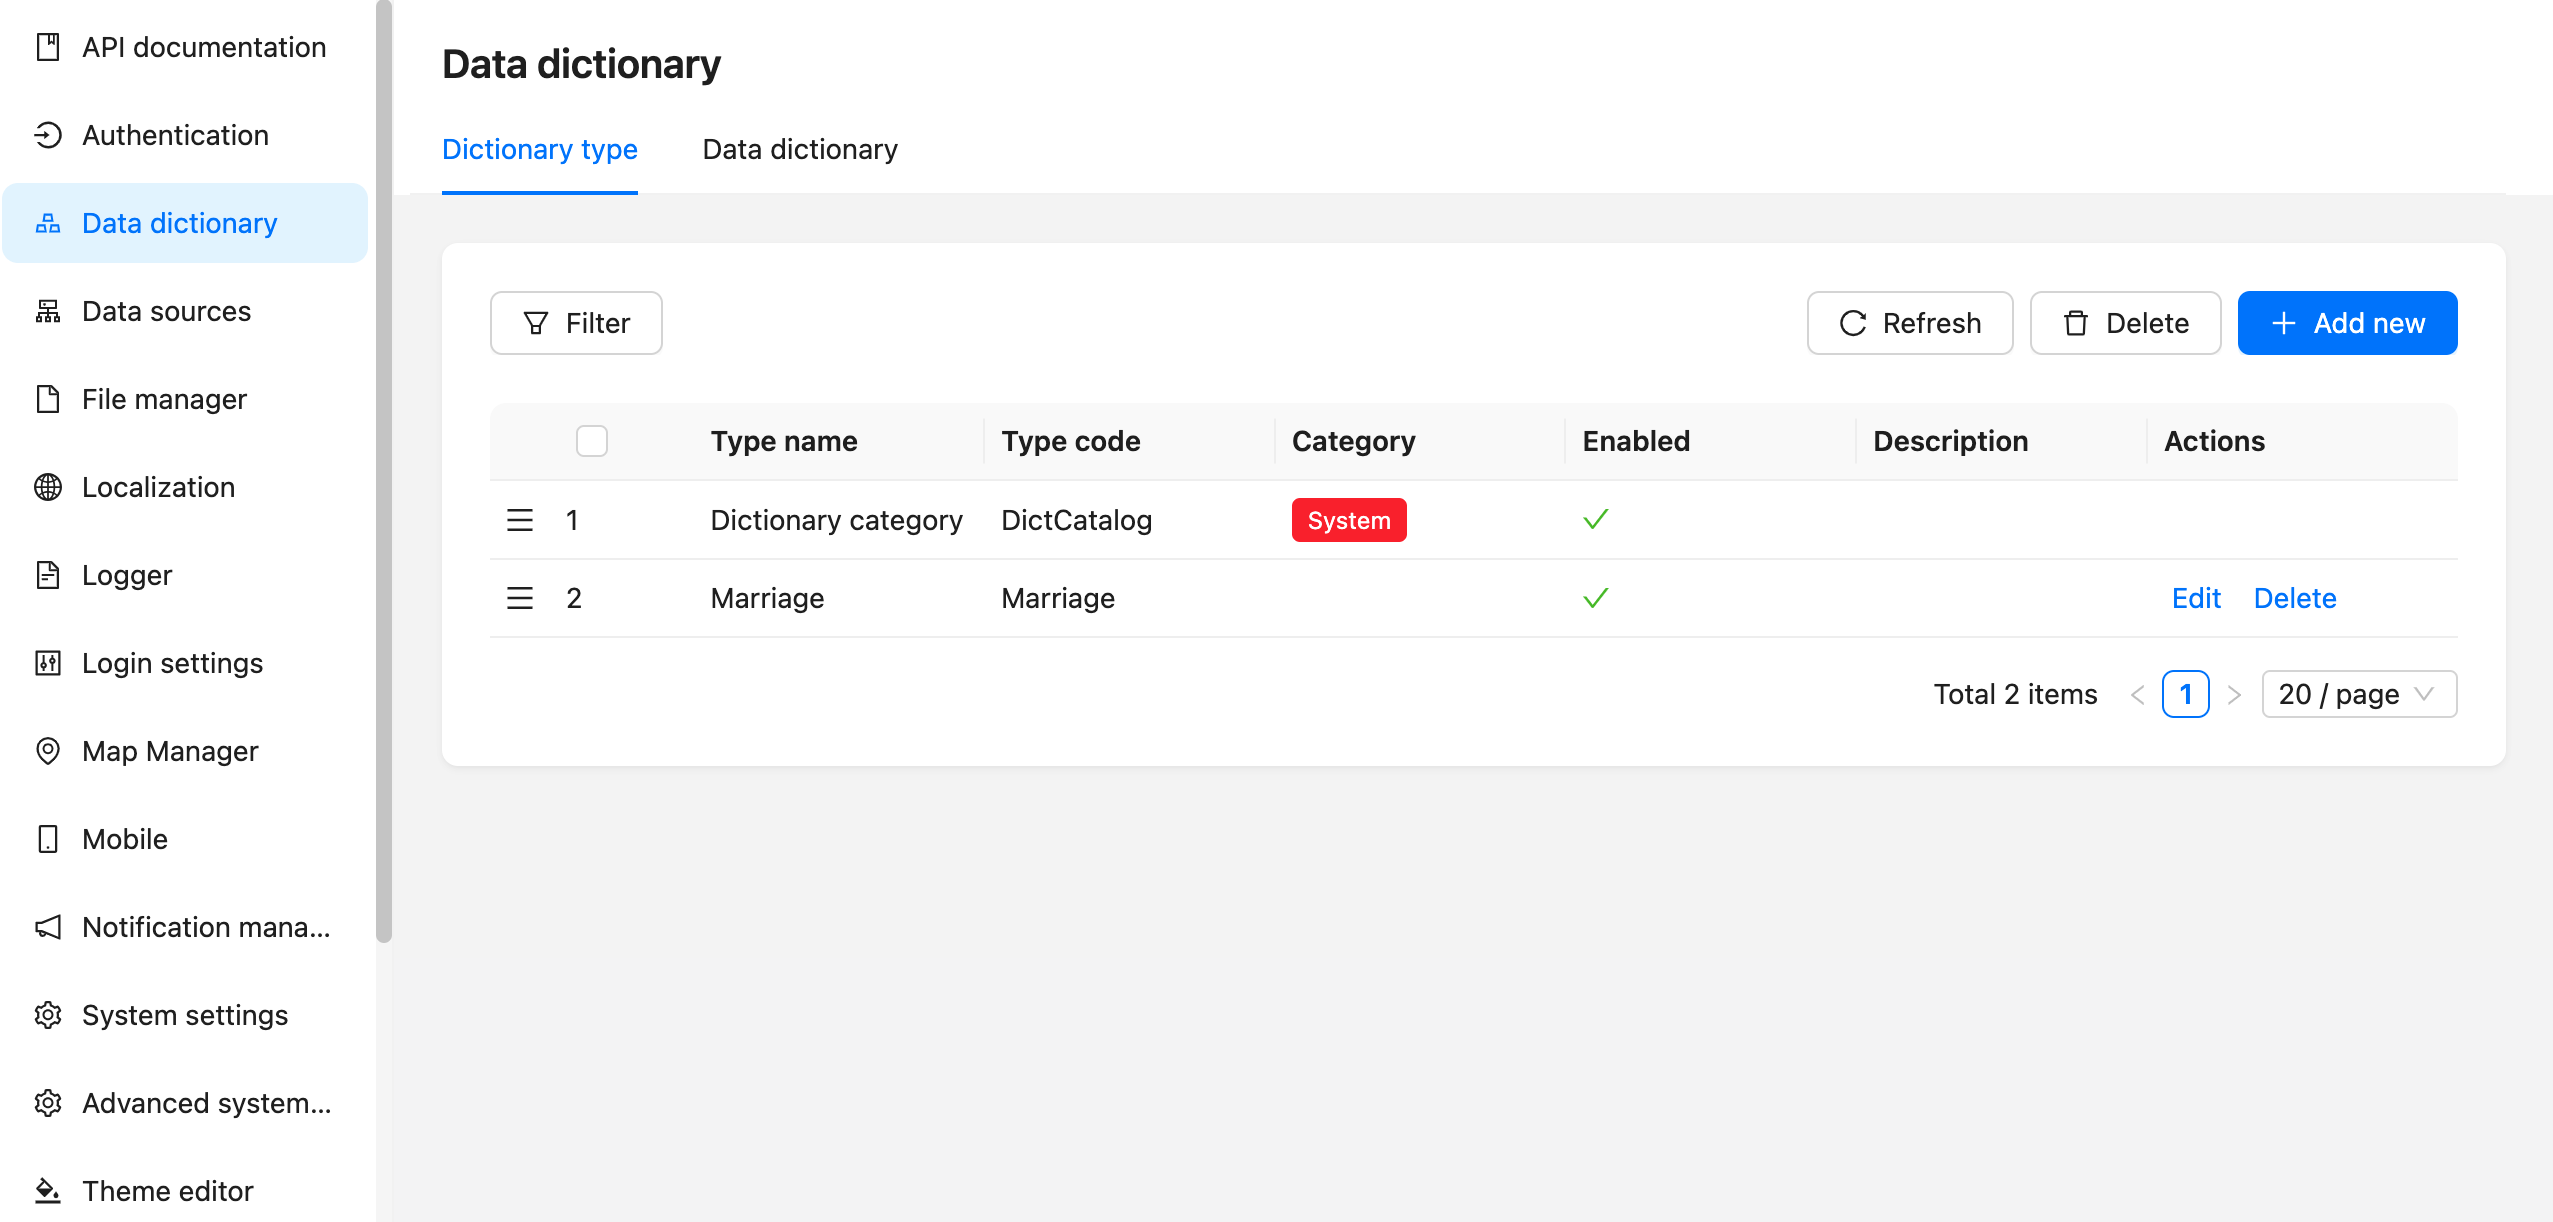 API documentation
Authentication
Data dictionary
Data sources
File manager
Localization
Logger
Login settings
Map Manager
Mobile
Notification mana...
System settings
Advanced system...
Theme editor
Data dictionary
Dictionary type Data dictionary
Filter Refresh Delete Add new
Type name Type code Category Enabled Description Actions
1 Dictionary category DictCatalog System
2 Marriage Marriage Edit Delete
Total 2 items 1 20 / page